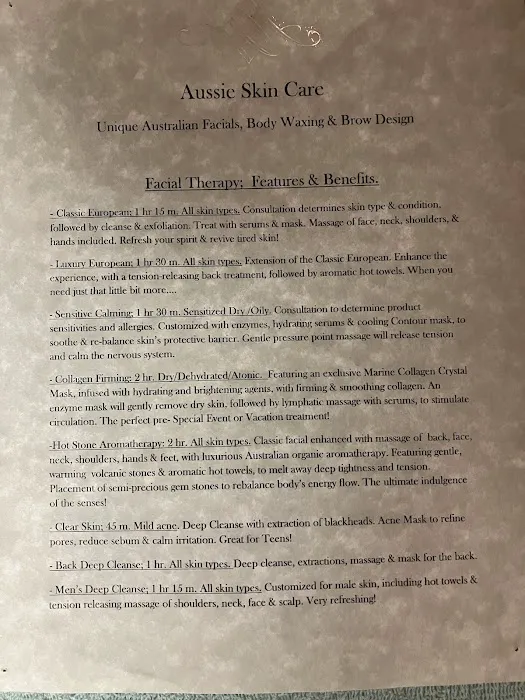 Aussie Skin Care
Unique Australian Facials, Body Waxing & Brow Design
Facial Therapy; Features & Benefits.
- Classic European; 1 hr 15 m. All skin types. Consultation determines skin type & condition,
followed by cleanse & exfoliation. Treat with serums & mask. Massage of face, neck, shoulders, &
hands included. Refresh your spirit & revive tired skin!
- Luxury European; 1 hr 30 m. All skin types. Extension of the Classic European. Enhance the
experience, with a tension-releasing back treatment, followed by aromatic hot towels. When you
need just that little bit more....
- Sensitive Calming; 1 hr 30 m. Sensitized Dry/Oily. Consultation to determine product
sensitivities and allergies. Customized with enzymes, hydrating serums & cooling Contour mask, to
soothe & re-balance skin's protective barrier. Gentle pressure point massage will release tension
and calm the nervous system.
- Collagen Firming; 2 hr. Dry/Dehydrated/Atonic. Featuring an exclusive Marine Collagen Crystal
Mask, infused with hydrating and brightening agents, with firming & smoothing collagen. An
enzyme mask will gently remove dry skin, followed by lymphatic massage with serums, to stimulate
circulation. The perfect pre- Special Event or Vacation treatment!
-Hot Stone Aromatherapy: 2 hr. All skin types. Classic facial enhanced with massage of back, face,
neck, shoulders, hands & feet, with luxurious Australian organic aromatherapy. Featuring gentle,
warming volcanic stones & aromatic hot towels, to melt away deep tightness and tension.
Placement of semi-precious gem stones to rebalance body's energy flow. The ultimate indulgence
of the senses!
- Clear Skin; 45 m. Mild acne. Deep Cleanse with extraction of blackheads. Acne Mask to refine
pores, reduce sebum & calm irritation. Great for Teens!
- Back Deep Cleanse; 1 hr. All skin types. Deep cleanse, extractions, massage & mask for the back.
- Men's Deep Cleanse; 1 hr 15 m. All skin types. Customized for male skin, including hot towels &
tension releasing massage of shoulders, neck, face & scalp. Very refreshing!